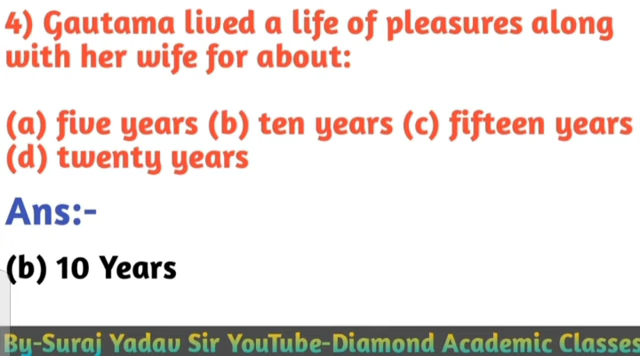 4) Gautama lived a life of pleasures along
with her wife for about:
(a) five years (b) ten years (c) fifteen years
(d) twenty years
Ans:-
(b) 10 Years
By-Suraj Yadav Sir YouTube-Diamond Academic Classes